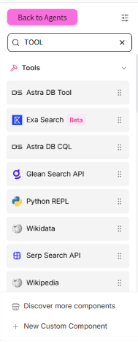 Back to Agents
TOOL
Tools
Astra DB Tool
Exa Search Beta
Astra DB CQL
Glean Search API
Python REPL
Wikidata
Serp Search API
Wikipedia
Discover more components
New Custom Component